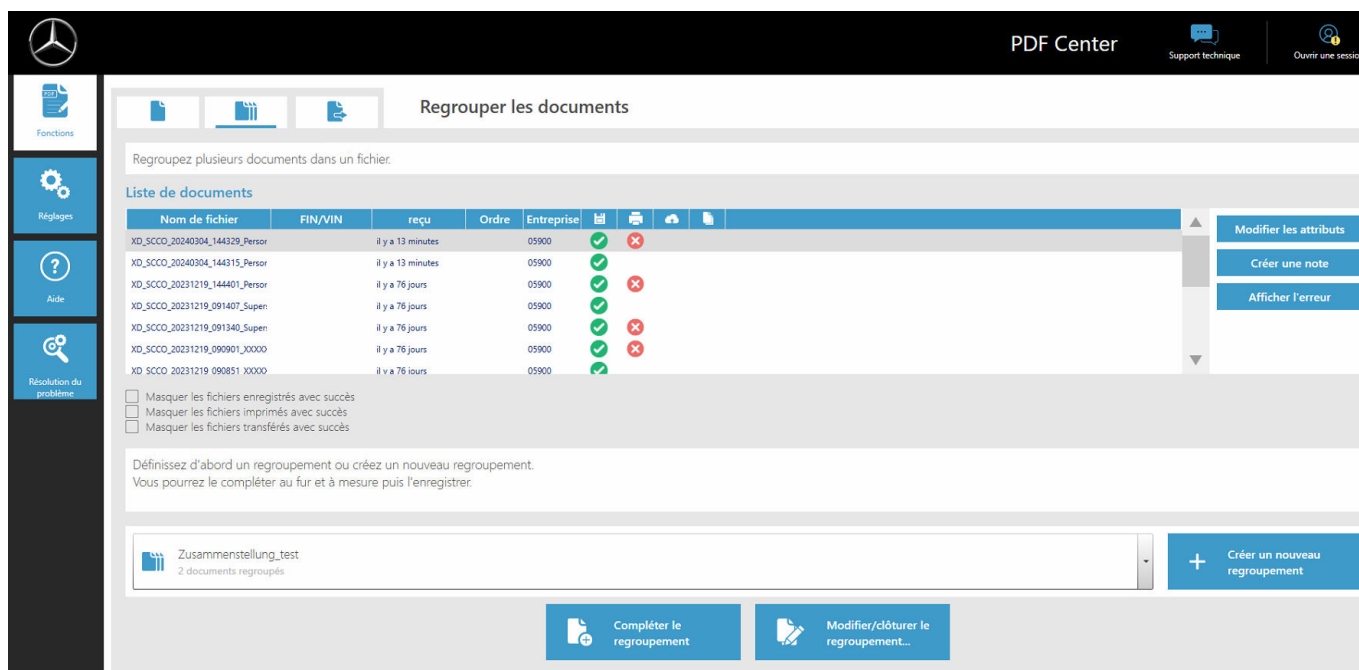 PDF Center
Support technique
Ouvrir une sessio
PDF
Fonctions
Regrouper les documents
Regroupez plusieurs documents dans un fichier.
Réglages
Liste de documents
Nom de fichier FIN/VIN reçu Ordre Entreprise
XD_SCCO_20240304_144329_Persor il y a 13 minutes 05900
XD_SCCO_20240304_144315_Persor il y a 13 minutes 05900
XD_SCCO_20231219_144401_Persor il y a 76 jours 05900
XD_SCCO_20231219_091407_Super: il y a 76 jours 05900
XD_SCCO_20231219_091340_Super: il y a 76 jours 05900
XD_SCCO_20231219_090901_XXXXX il y a 76 jours 05900
XD_SCCO_20231219_090851_XXXXX il y a 76 jours 05900
Modifier les attributs
Créer une note
Afficher l'erreur
Aide
Résolution du
problème
Masquer les fichiers enregistrés avec succès
Masquer les fichiers imprimés avec succès
Masquer les fichiers transférés avec succès
Définissez d'abord un regroupement ou créez un nouveau regroupement.
Vous pourrez le compléter au fur et à mesure puis l'enregistrer.
Zusammenstellung_test
2 documents regroupés
Créer un nouveau
regroupement
Compléter le
regroupement
Modifier/clôturer le
regroupement...